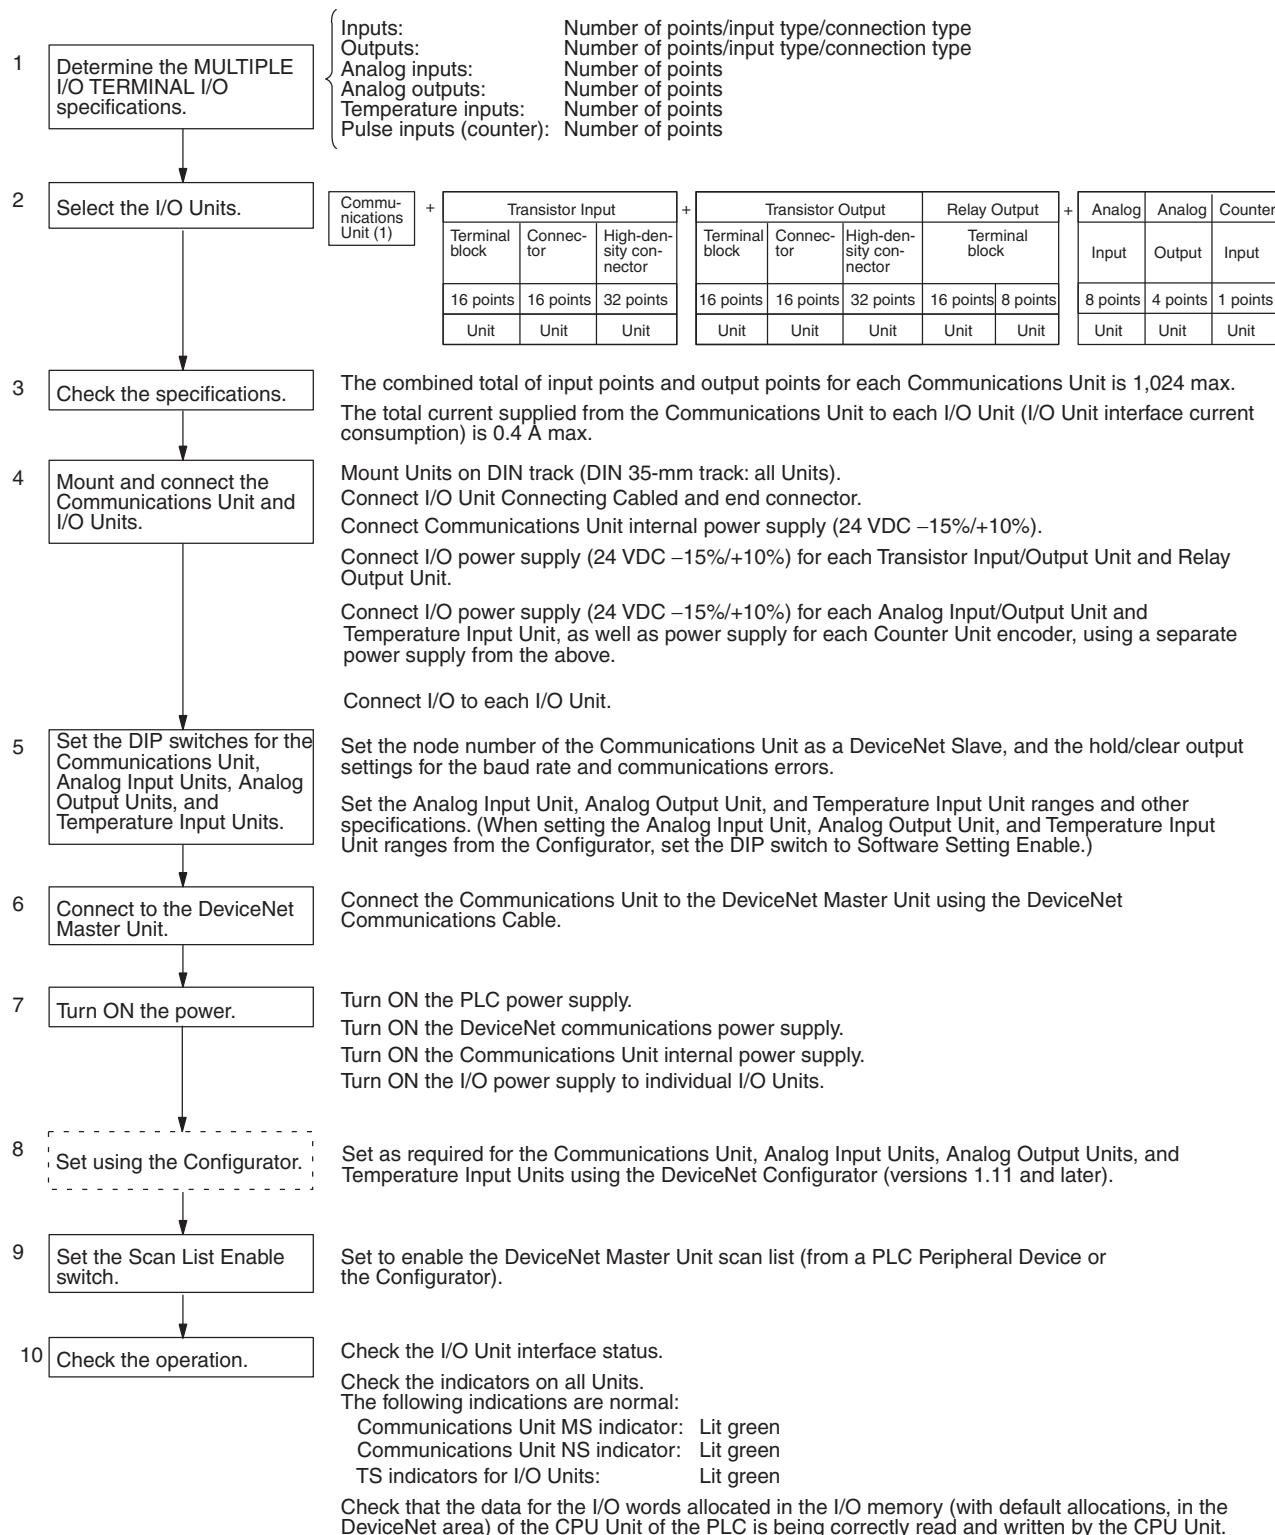 1
Determine the MULTIPLE
I/O TERMINAL I/O
specifications.
Inputs: Number of points/input type/connection type
Outputs: Number of points/input type/connection type
Analog inputs: Number of points
Analog outputs: Number of points
Temperature inputs: Number of points
Pulse inputs (counter): Number of points
2
Select the I/O Units.
Commu-
nications
Unit (1)
+
Transistor Input
Terminal block Connec-tor High-den-sity con-nector
16 points 16 points 32 points
Unit Unit Unit
+
Transistor Output Relay Output
Terminal block Connec-tor High-den-sity con-nector Terminal block
16 points 16 points 32 points 16 points 8 points
Unit Unit Unit Unit Unit
+
Analog Analog Counter
Input Output Input
8 points 4 points 1 points
Unit Unit Unit
3
Check the specifications.
The combined total of input points and output points for each Communications Unit is 1,024 max.
The total current supplied from the Communications Unit to each I/O Unit (I/O Unit interface current
consumption) is 0.4 A max.
4
Mount and connect the
Communications Unit and
I/O Units.
Mount Units on DIN track (DIN 35-mm track: all Units).
Connect I/O Unit Connecting Cabled and end connector.
Connect Communications Unit internal power supply (24 VDC −15%/+10%).
Connect I/O power supply (24 VDC −15%/+10%) for each Transistor Input/Output Unit and Relay
Output Unit.
Connect I/O power supply (24 VDC −15%/+10%) for each Analog Input/Output Unit and
Temperature Input Unit, as well as power supply for each Counter Unit encoder, using a separate
power supply from the above.
Connect I/O to each I/O Unit.
5
Set the DIP switches for the
Communications Unit,
Analog Input Units, Analog
Output Units, and
Temperature Input Units.
Set the node number of the Communications Unit as a DeviceNet Slave, and the hold/clear output
settings for the baud rate and communications errors.
Set the Analog Input Unit, Analog Output Unit, and Temperature Input Unit ranges and other
specifications. (When setting the Analog Input Unit, Analog Output Unit, and Temperature Input
Unit ranges from the Configurator, set the DIP switch to Software Setting Enable.)
6
Connect to the DeviceNet
Master Unit.
Connect the Communications Unit to the DeviceNet Master Unit using the DeviceNet
Communications Cable.
7
Turn ON the power.
Turn ON the PLC power supply.
Turn ON the DeviceNet communications power supply.
Turn ON the Communications Unit internal power supply.
Turn ON the I/O power supply to individual I/O Units.
8
Set using the Configurator.
Set as required for the Communications Unit, Analog Input Units, Analog Output Units, and
Temperature Input Units using the DeviceNet Configurator (versions 1.11 and later).
9
Set the Scan List Enable
switch.
Set to enable the DeviceNet Master Unit scan list (from a PLC Peripheral Device or
the Configurator).
10
Check the operation.
Check the I/O Unit interface status.
Check the indicators on all Units.
The following indications are normal:
Communications Unit MS indicator: Lit green
Communications Unit NS indicator: Lit green
TS indicators for I/O Units: Lit green
Check that the data for the I/O words allocated in the I/O memory (with default allocations, in the
DeviceNet area) of the CPU Unit of the PLC is being correctly read and written by the CPU Unit.